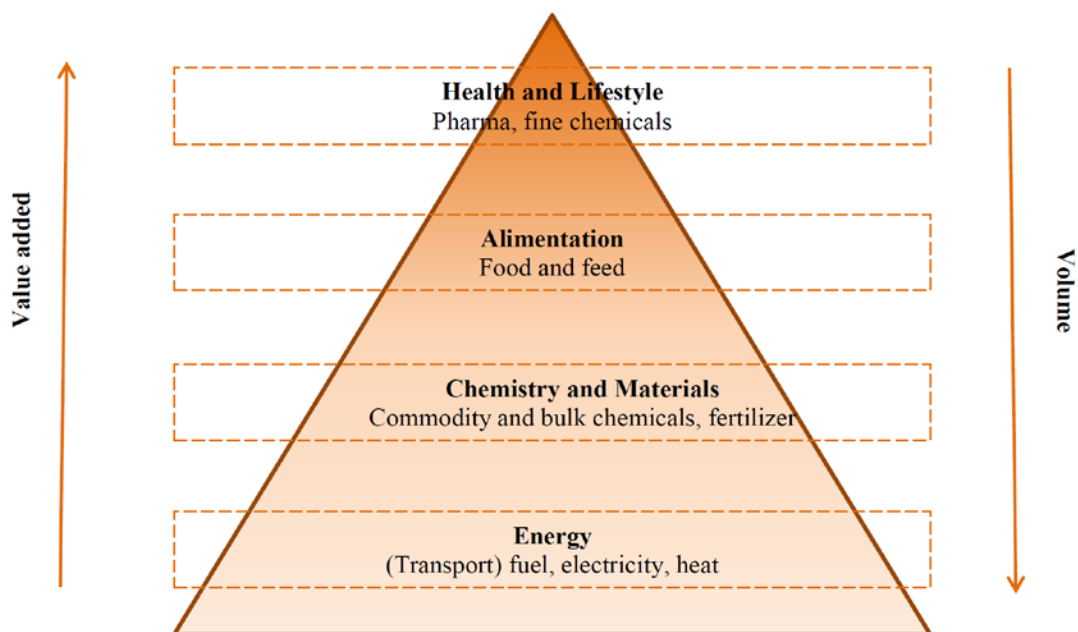 Health and Lifestyle
Pharma, fine chemicals
Value added
Alimentation
Food and feed
Volume
Chemistry and Materials
Commodity and bulk chemicals, fertilizer
Energy
(Transport) fuel, electricity, heat